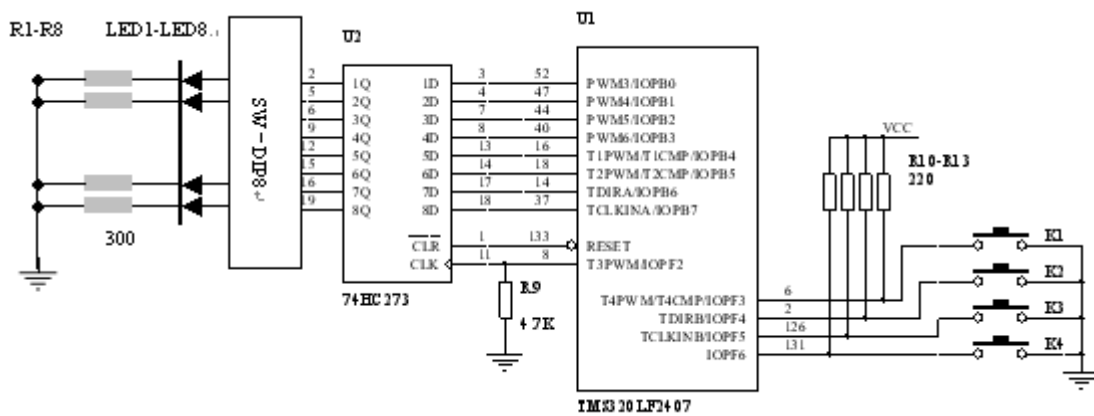 R1-R8
LED1-LED8
300
SW-DIP8
U2
2
5
6
9
12
15
16
19
1Q 1D
2Q 2D
3Q 3D
4Q 4D
5Q 5D
6Q 6D
7Q 7D
8Q 8D
CLR
CLK
74HC273
3 52
4 47
7 44
8 40
13 16
14 18
17 14
18 37
1 133
11 8
R9
4 7K
U1
PWM3/IOPB0
PWM4/IOPB1
PWM5/IOPB2
PWM6/IOPB3
T1PWM/T1CMP/IOPB4
T2PWM/T2CMP/IOPB5
TDIRA/IOPB6
TCLKINA/IOPB7
RESET
T3PWM/IOPF2
T4PWM/T4CMP/IOPF3
TDIRB/IOPF4
TCLKINB/IOPF5
IOPF6
TMS320LF2407
6
2
126
131
VCC
R10-R13
220
K1
K2
K3
K4